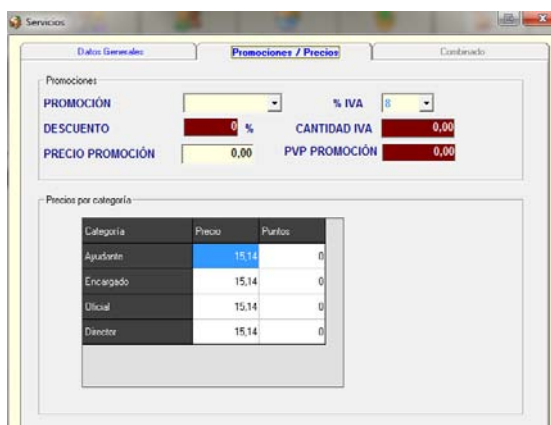 Servicios
Datos Generales Promociones / Precios Combinado
Promociones
PROMOCIÓN % IVA 8
DESCUENTO 0 % CANTIDAD IVA 0,00
PRECIO PROMOCIÓN 0,00 PVP PROMOCIÓN 0,00
Precios por categoría
Categoría Precio Puntos
Ayudante 15,14 0
Encargado 15,14 0
Oficial 15,14 0
Director 15,14 0